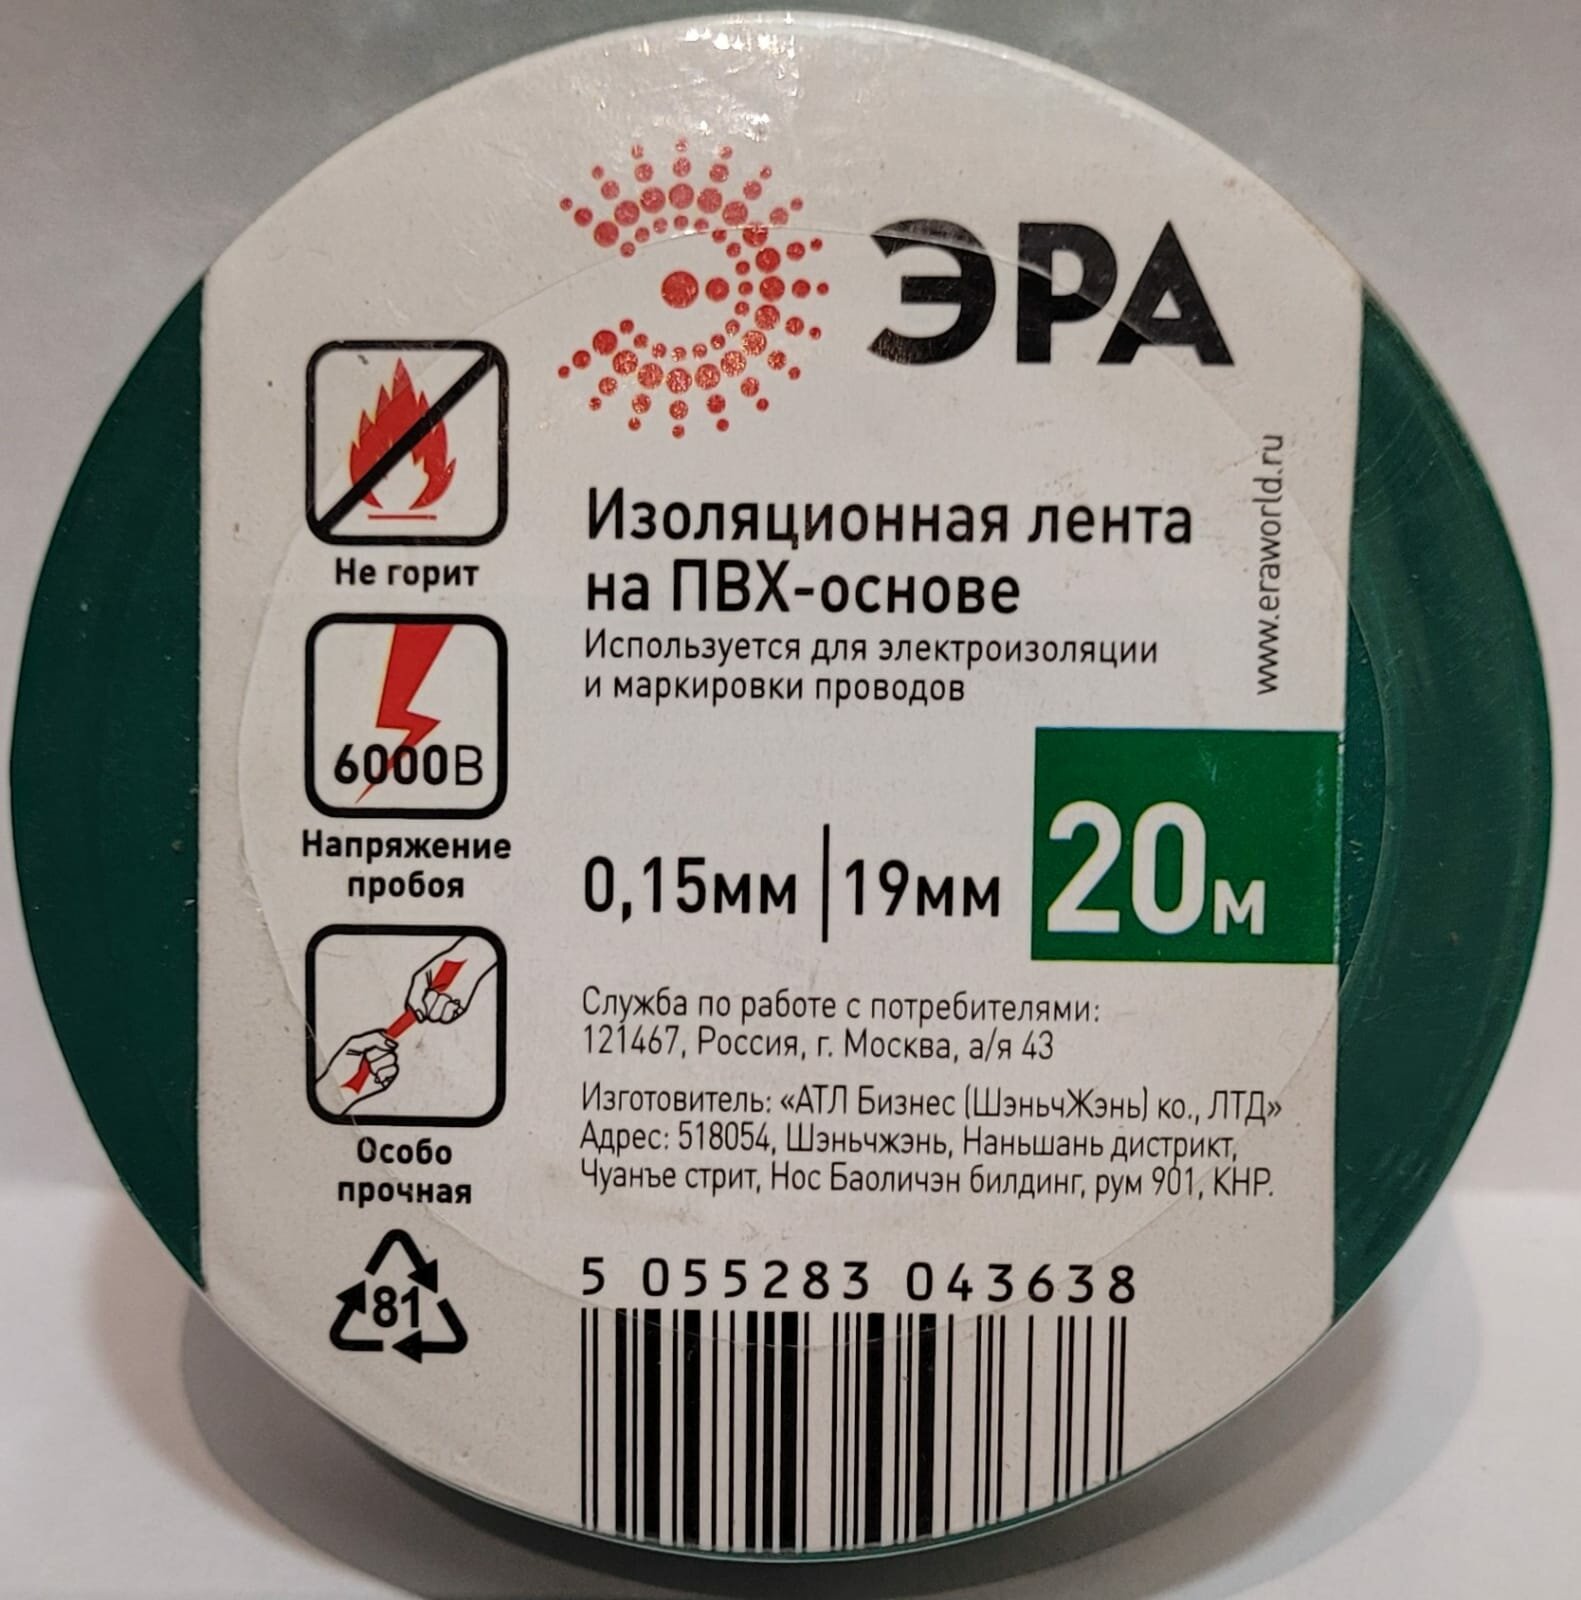 ЭРА
www.eraworld.ru
Не горит
6000В
Напряжение
пробоя
Особо
прочная
81
Изоляционная лента
на ПВХ-основе
Используется для электроизоляции
и маркировки проводов
0,15мм | 19мм
20м
Служба по работе с потребителями:
121467, Россия, г. Москва, а/я 43
Изготовитель: «АТЛ Бизнес (ШэньчЖэнь) ко., ЛТД»
Адрес: 518054, Шэньчжэнь, Наньшань дистрикт,
Чуанъе стрит, Нос Баоличэн билдинг, рум 901, КНР.
5 055283 043638